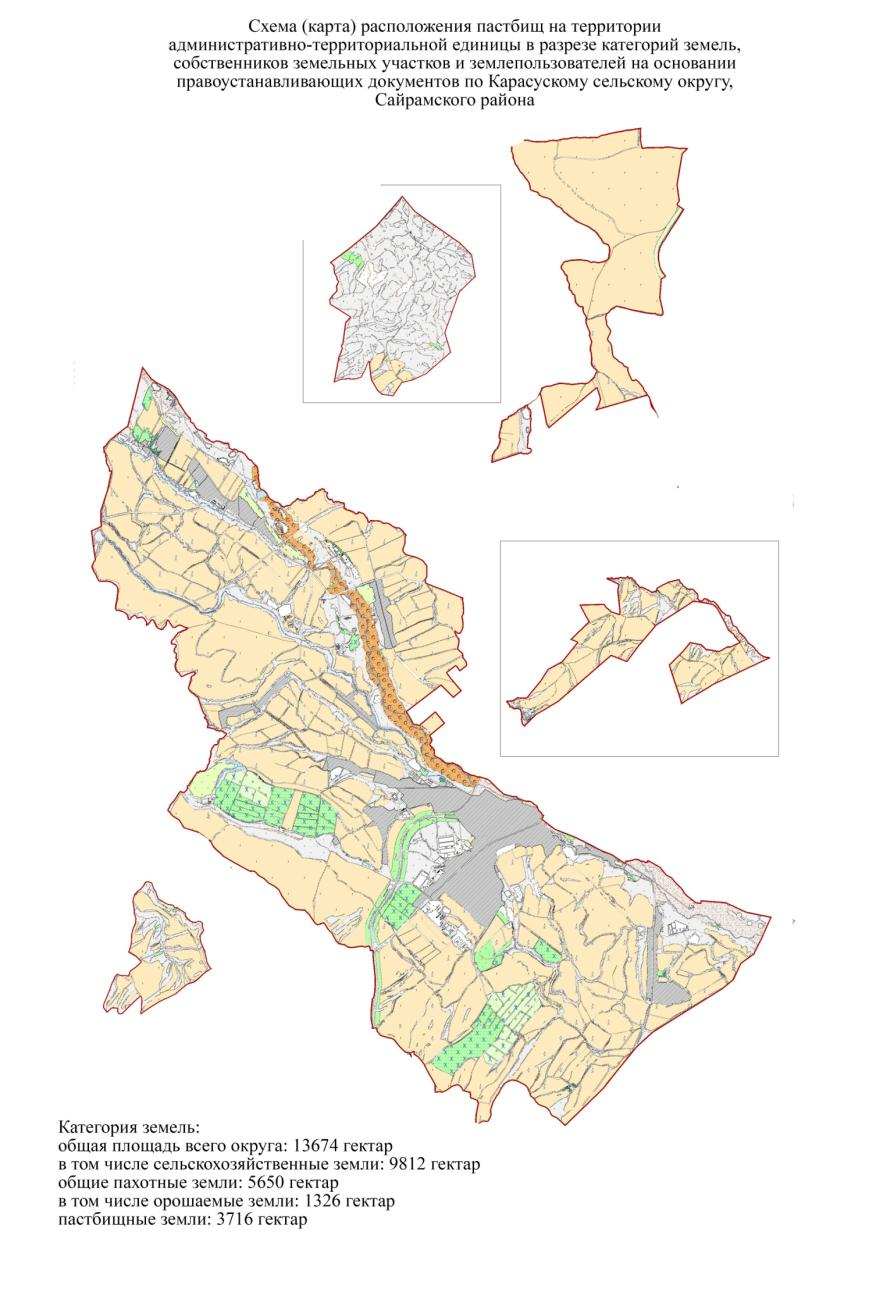 Схема (карта) расположения пастбищ на территории
административно-территориальной единицы в разрезе категорий земель,
собственников земельных участков и землепользователей на основании
правоустанавливающих документов по Карасускому сельскому округу,
Сайрамского района
Категория земель:
общая площадь всего округа: 13674 гектар
в том числе сельскохозяйственные земли: 9812 гектар
общие пахотные земли: 5650 гектар
в том числе орошаемые земли: 1326 гектар
пастбищные земли: 3716 гектар